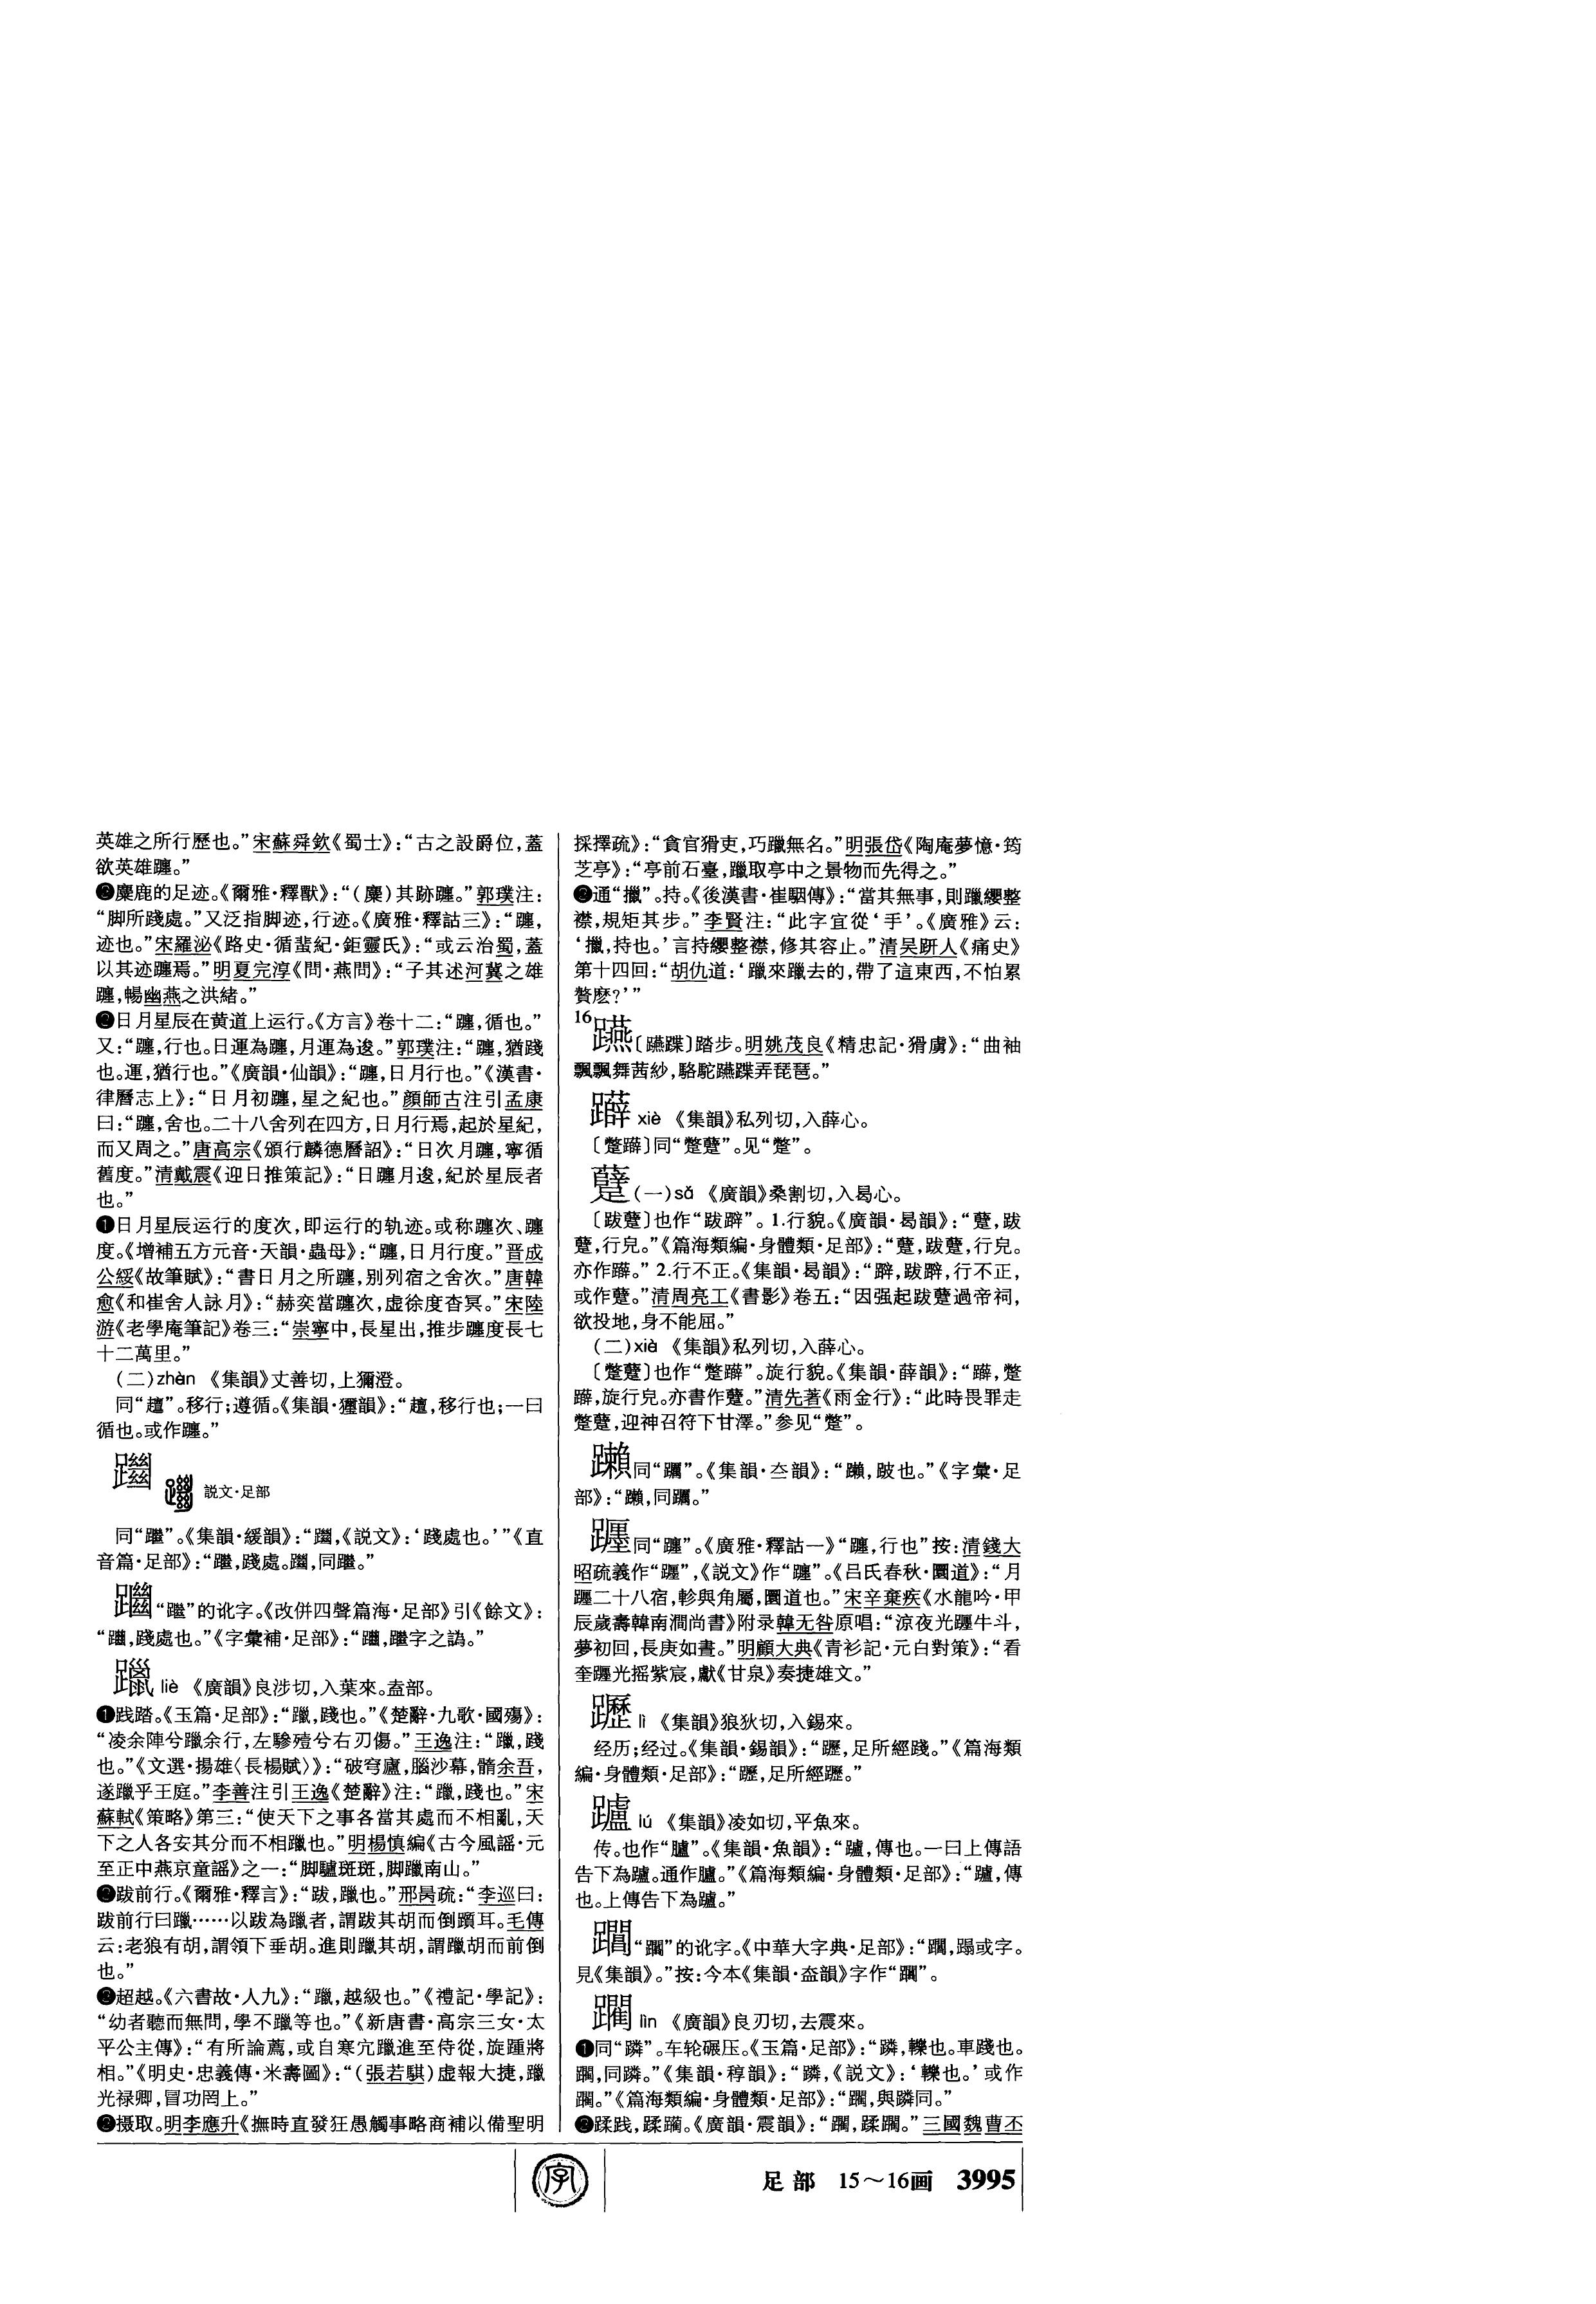 英雄之所行歷也。”宋蘇舜欽《蜀士》：“古之設爵位，蓋
欲英雄躔。”
麋鹿的足迹。《爾雅·釋獸》：“（麋）其跡躔。”郭璞注：
“脚所踐處。”又泛指脚迹，行迹。《廣雅·釋詁三》：“躔，
迹也。”宋羅泌《路史·循蜚紀·鉅靈氏》：“或云治蜀，蓋
以其迹躔焉。”明夏完淳《問·燕問》：“子其述河冀之雄
躔，暢幽燕之洪緒。”
日月星辰在黄道上运行。《方言》卷十二：“躔，循也。”
又：“躔，行也。日運為躔，月運為逡。”郭璞注：“躔，猶踐
也。運，猶行也。”《廣韻·仙韻》：“躔，日月行也。”《漢書·
律曆志上》：“日月初躔，星之紀也。”顔師古注引孟康
曰：“躔，舍也。二十八舍列在四方，日月行焉，起於星紀，
而又周之。”唐高宗《頒行麟德曆詔》：“日次月躔，寧循
舊度。”清戴震《迎日推策記》：“日躔月逡，紀於星辰者
也。”
❶日月星辰运行的度次，即运行的轨迹。或称躔次、躔
度。《增補五方元音·天韻·蟲母》：“躔，日月行度。”晋成
公綏《故筆賦》：“書日月之所躔，别列宿之舍次。”唐韓
愈《和崔舍人詠月》：“赫奕當躔次，虚徐度杳冥。”宋陸
游《老學庵筆記》卷三：“崇寧中，長星出，推步躔度長七
十二萬里。”
（二）zhàn 《集韻》丈善切，上獮澄。
同“䠨”。移行；遵循。《集韻·玁韻》：“䠨，移行也；一曰
循也。或作躔。”
説文·足部
同“躖”。《集韻·緩韻》：“《説文》：‘踐處也。’”《直
音篇·足部》：“踐處。”
的讹字。《改併四聲篇海·足部》引《餘文》：
“踐處也。”《字彙補·足部》：“字之譌。”
躐 liè 《廣韻》良涉切，入葉來。盍部。
❶践踏。《玉篇·足部》：“躐，踐也。”《楚辭·九歌·國殤》：
“凌余陣兮躐余行，左驂殪兮右刃傷。”王逸注：“躐，踐
也。”《文選·揚雄〈長楊賦〉》：“破穹廬，腦沙幕，髓余吾，
遂躐乎王庭。”李善注引王逸《楚辭》注：“躐，踐也。”宋
蘇軾《策略》第三：“使天下之事各當其處而不相亂，天
下之人各安其分而不相躐也。”明楊慎編《古今風謡·元
至正中燕京童謡》之一：“脚驢斑斑，脚躐南山。”
❷跋前行。《爾雅·釋言》：“跋，躐也。”邢昺疏：“李巡曰：
跋前行曰躐……以跋為躐者，謂跋其胡而倒躓耳。毛傳
云：老狼有胡，謂頷下垂胡。進則躐其胡，謂躐胡而前倒
也。”
超越。《六書故·人九》：“躐，越級也。”《禮記·學記》：
“幼者聽而無問，學不躐等也。”《新唐書·高宗三女·太
平公主傳》：“有所論薦，或自寒宂躐進至侍從，旋踵將
相。”《明史·忠義傳·米壽圖》：“（張若騏）虚報大捷，躐
光禄卿，冒功罔上。”
摄取。明李應升《撫時直發狂愚觸事略商補以備聖明
採擇疏》：“貪官猾吏，巧躐無名。”明張岱《陶庵夢憶·筠
芝亭》：“亭前石臺，躐取亭中之景物而先得之。”
通“擸”。持。《後漢書·崔駰傳》：“當其無事，則躐纓整
襟，規矩其步。”李賢注：“此字宜從‘手’。《廣雅》云：
‘擸，持也。’言持纓整襟，修其容止。”清吴趼人《痛史》
第十四回：“胡仇道：‘躐來躐去的，帶了這東西，不怕累
贅麽？’”
16
〔䠨蹀〕踏步。明姚茂良《精忠記·猾虜》：“曲袖
飄飄舞茜紗，駱駝蹀弄琵琶。”
xiè 《集韻》私列切，入薛心。
〔蹩〕同“蹩躠”。见“蹩”。
躠（一）sǎ 《廣韻》桑割切，入曷心。
〔跋躠〕也作“跋”。1.行貌。《廣韻·曷韻》：“躠，跋
躠，行皃。”《篇海類編·身體類·足部》：“躠，跋躠，行皃。
亦作。” 2.行不正。《集韻·曷韻》：“跋，行不正，
或作躠。”清周亮工《書影》卷五：“因强起跋躠過帝祠，
欲投地，身不能屈。”
（二）xiè 《集韻》私列切，入薛心。
〔蹩躠〕也作“蹩”。旋行貌。《集韻·薛韻》：“蹩
旋行皃。亦書作躠。”清先著《雨金行》：“此時畏罪走
蹩躠，迎神召符下甘澤。”参见“蹩”。
同“躪”。《集韻·夳韻》：“跛也。”《字彙·足
部》：“同。”
同“躔”。《廣雅·釋詁一》“躔，行也”按：清錢大
昭疏義作，《説文》作“躔”。《吕氏春秋·圜道》：“月
躔二十八宿，軫與角屬，圜道也。”宋辛棄疾《水龍吟·甲
辰歲壽韓南澗尚書》附录韓无咎原唱：“涼夜光躔牛斗，
夢初回，長庚如晝。”明顧大典《青衫記·元白對策》：“看
奎躔光摇紫宸，獻《甘泉》奏捷雄文。”
躒 lì 《集韻》狼狄切，入錫來。
经历；经过。《集韻·錫韻》：“足所經踐。”《篇海類
編·身體類·足部》：“足所經。”
lú 《集韻》凌如切，平魚來。
传。也作“臚”。《集韻·魚韻》：“傳也。一曰上傳語
告下為。通作臚。”《篇海類編·身體類·足部》：“傳
也。上傳告下為。”
的讹字。《中華大字典·足部》：“蹋或字。
見《集韻》。”按：今本《集韻·盍韻》字作。
躙 lìn 《廣韻》良刃切，去震來。
❶同“蹸”。车轮碾压。《玉篇·足部》：“蹸，轢也。車踐也。
躙，同蹸。”《集韻·稕韻》：“蹸，《説文》：‘轢也。’或作
躙。”《篇海類編·身體類·足部》：“躙，與蹸同。”
❷蹂践，蹂躏。《廣韻·震韻》：“躙，蹂躙。”三國魏曹丕
字
足部 15～16画 3995